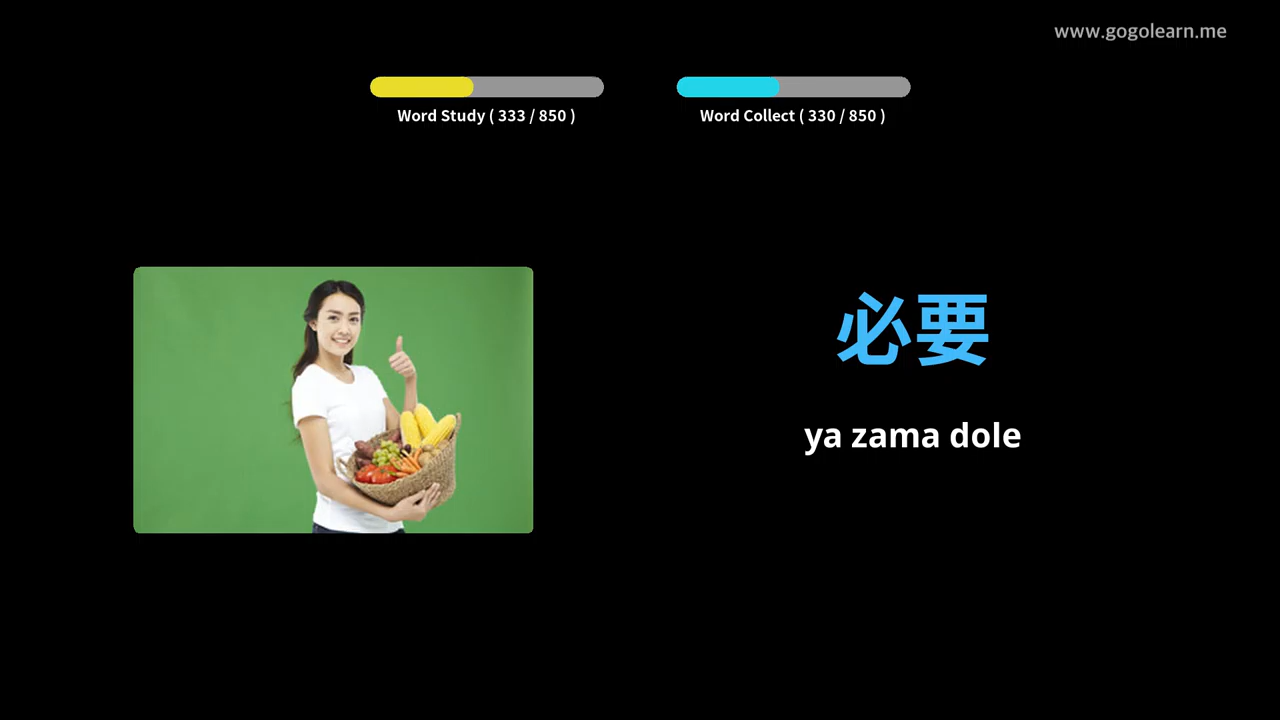 www.gogolearn.me
Word Study ( 333 / 850 )
Word Collect ( 330 / 850 )
必要
ya zama dole